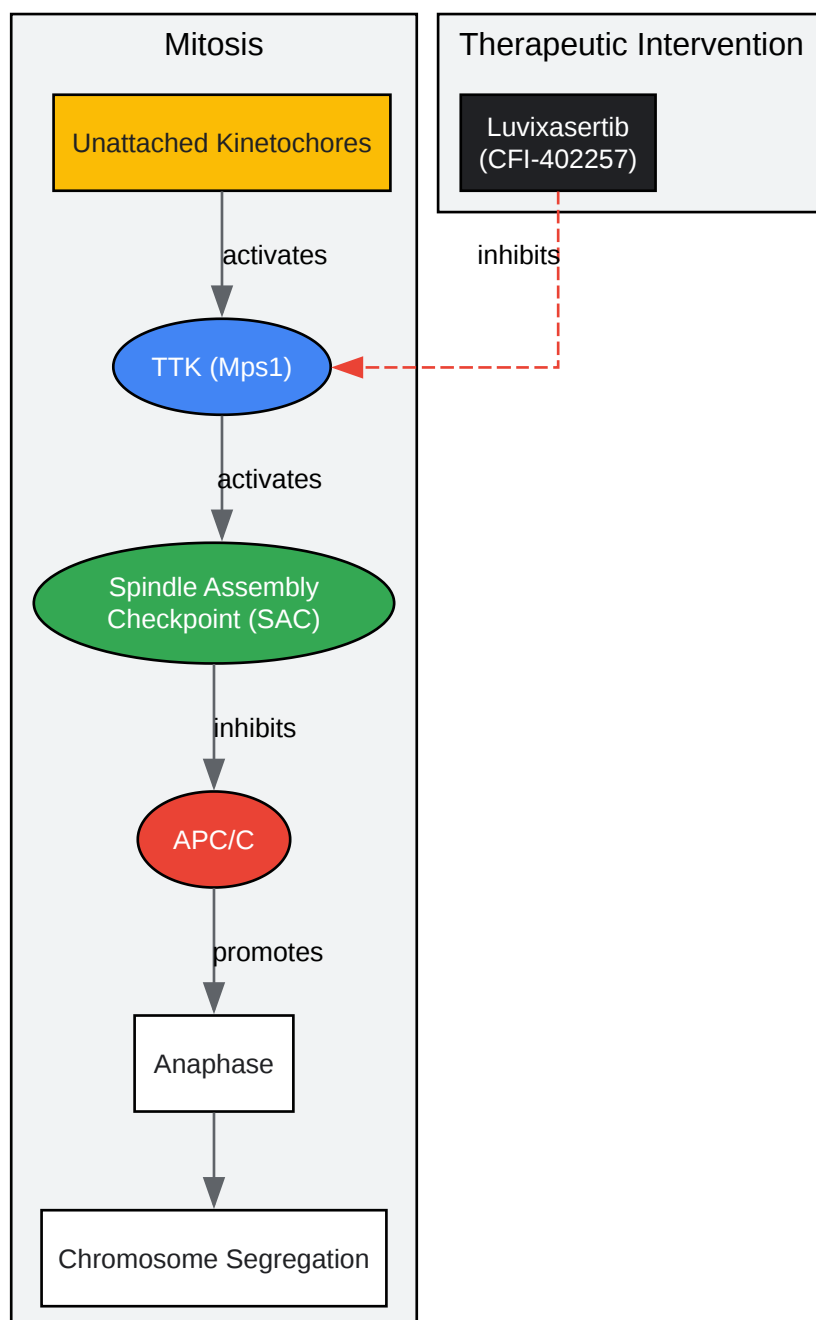 Mitosis
Unattached Kinetochores
activates
TTK (Mps1)
activates
Spindle Assembly
Checkpoint (SAC)
inhibits
APC/C
promotes
Anaphase
Chromosome Segregation
Therapeutic Intervention
Luvixasertib
(CFI-402257)
inhibits